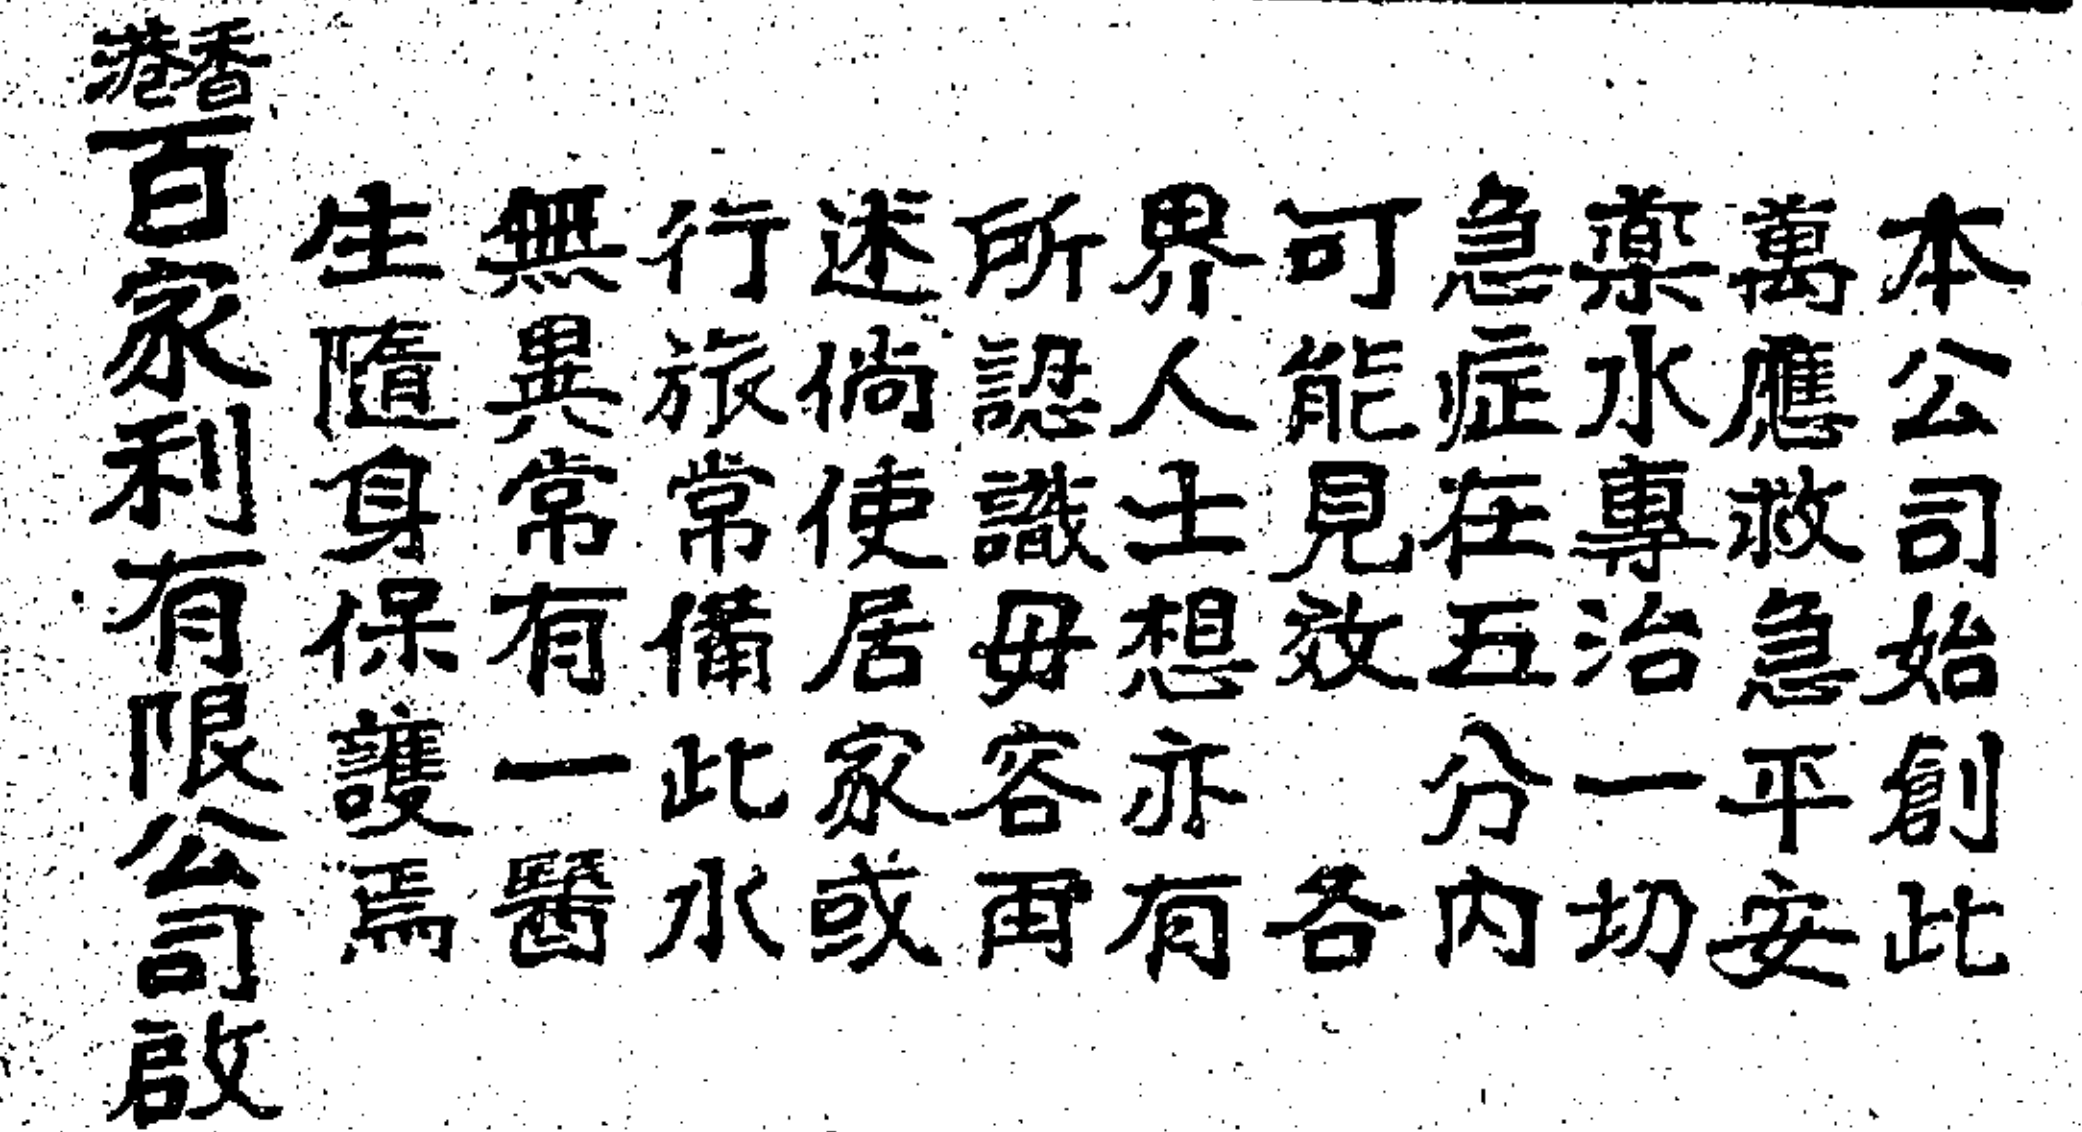 本公司始創此
萬應救急平安
藥水專治一切
急症在五分内
可能見效　各
界人士想亦有
所認識毋容再
述倘使居家或
行旅常備此水
無異常有一醫
生隨身保護焉
香港百家利有限公司啟